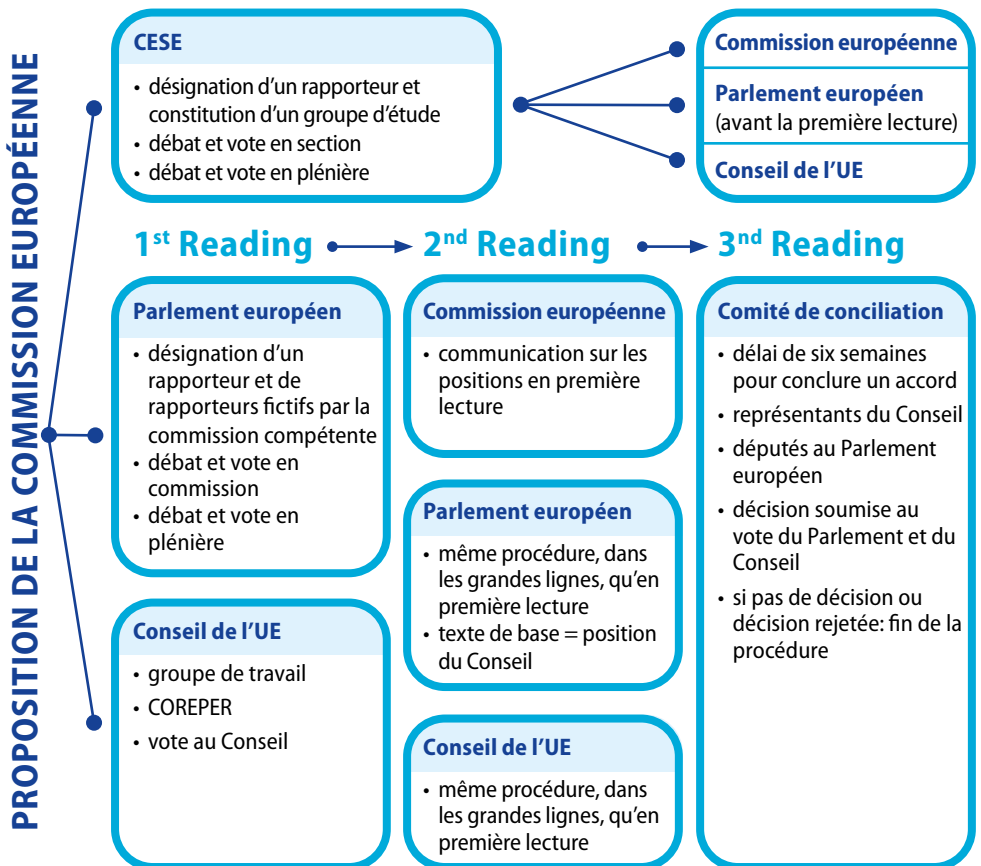 PROPOSITION DE LA COMMISSION EUROPÉENNE
CESE
• désignation d'un rapporteur et
constitution d'un groupe d'étude
• débat et vote en section
• débat et vote en plénière
Commission européenne
Parlement européen
(avant la première lecture)
Conseil de l'UE
1st Reading
2nd Reading
3nd Reading
Parlement européen
• désignation d'un
rapporteur et de
rapporteurs fictifs par la
commission compétente
• débat et vote en
commission
• débat et vote en
plénière
Conseil de l'UE
• groupe de travail
• COREPER
• vote au Conseil
Commission européenne
• communication sur les
positions en première
lecture
Parlement européen
• même procédure, dans
les grandes lignes, qu'en
première lecture
• texte de base = position
du Conseil
Conseil de l'UE
• même procédure, dans
les grandes lignes, qu'en
première lecture
Comité de conciliation
• délai de six semaines
pour conclure un accord
• représentants du Conseil
• députés au Parlement
européen
• décision soumise au
vote du Parlement et du
Conseil
• si pas de décision ou
décision rejetée: fin de la
procédure